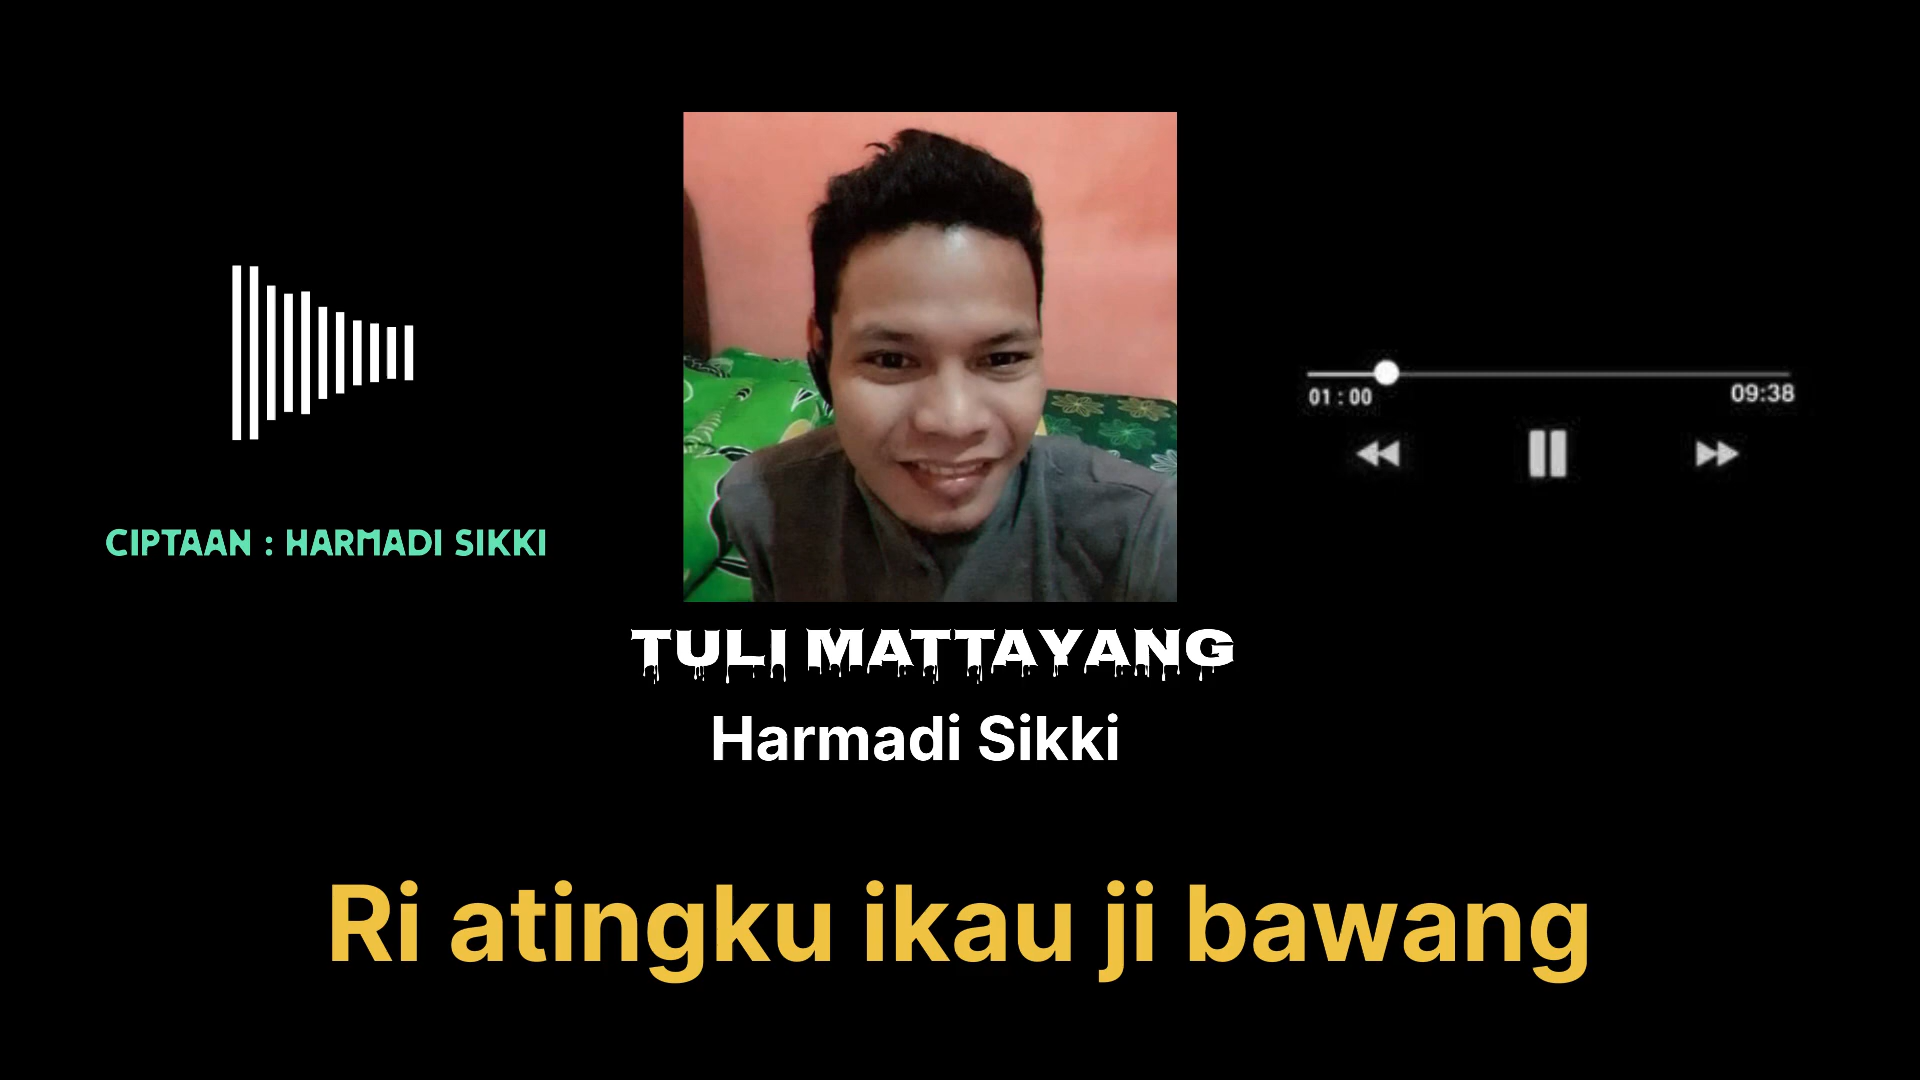 CIPTAAN : HARMADI SIKKI
01 : 00
09:38
TULI MATTAYANG
Harmadi Sikki
Ri atingku ikau ji bawang